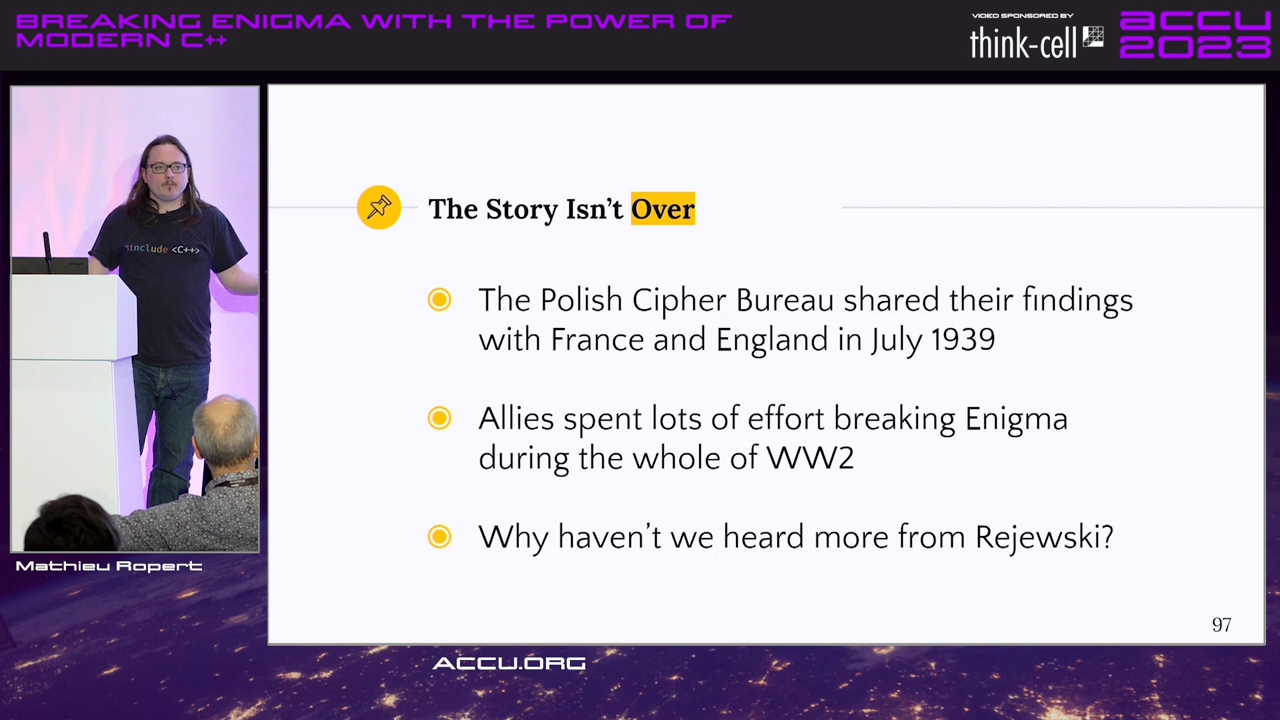 BREAKING ENIGMA WITH THE POWER OF
MODERN C++
VIDEO SPONSORED BY
think-cell
ACCU
2023
#include <C++>
The Story Isn't Over
The Polish Cipher Bureau shared their findings
with France and England in July 1939
Allies spent lots of effort breaking Enigma
during the whole of WW2
Why haven't we heard more from Rejewski?
97
Mathieu Ropert
ACCU.ORG